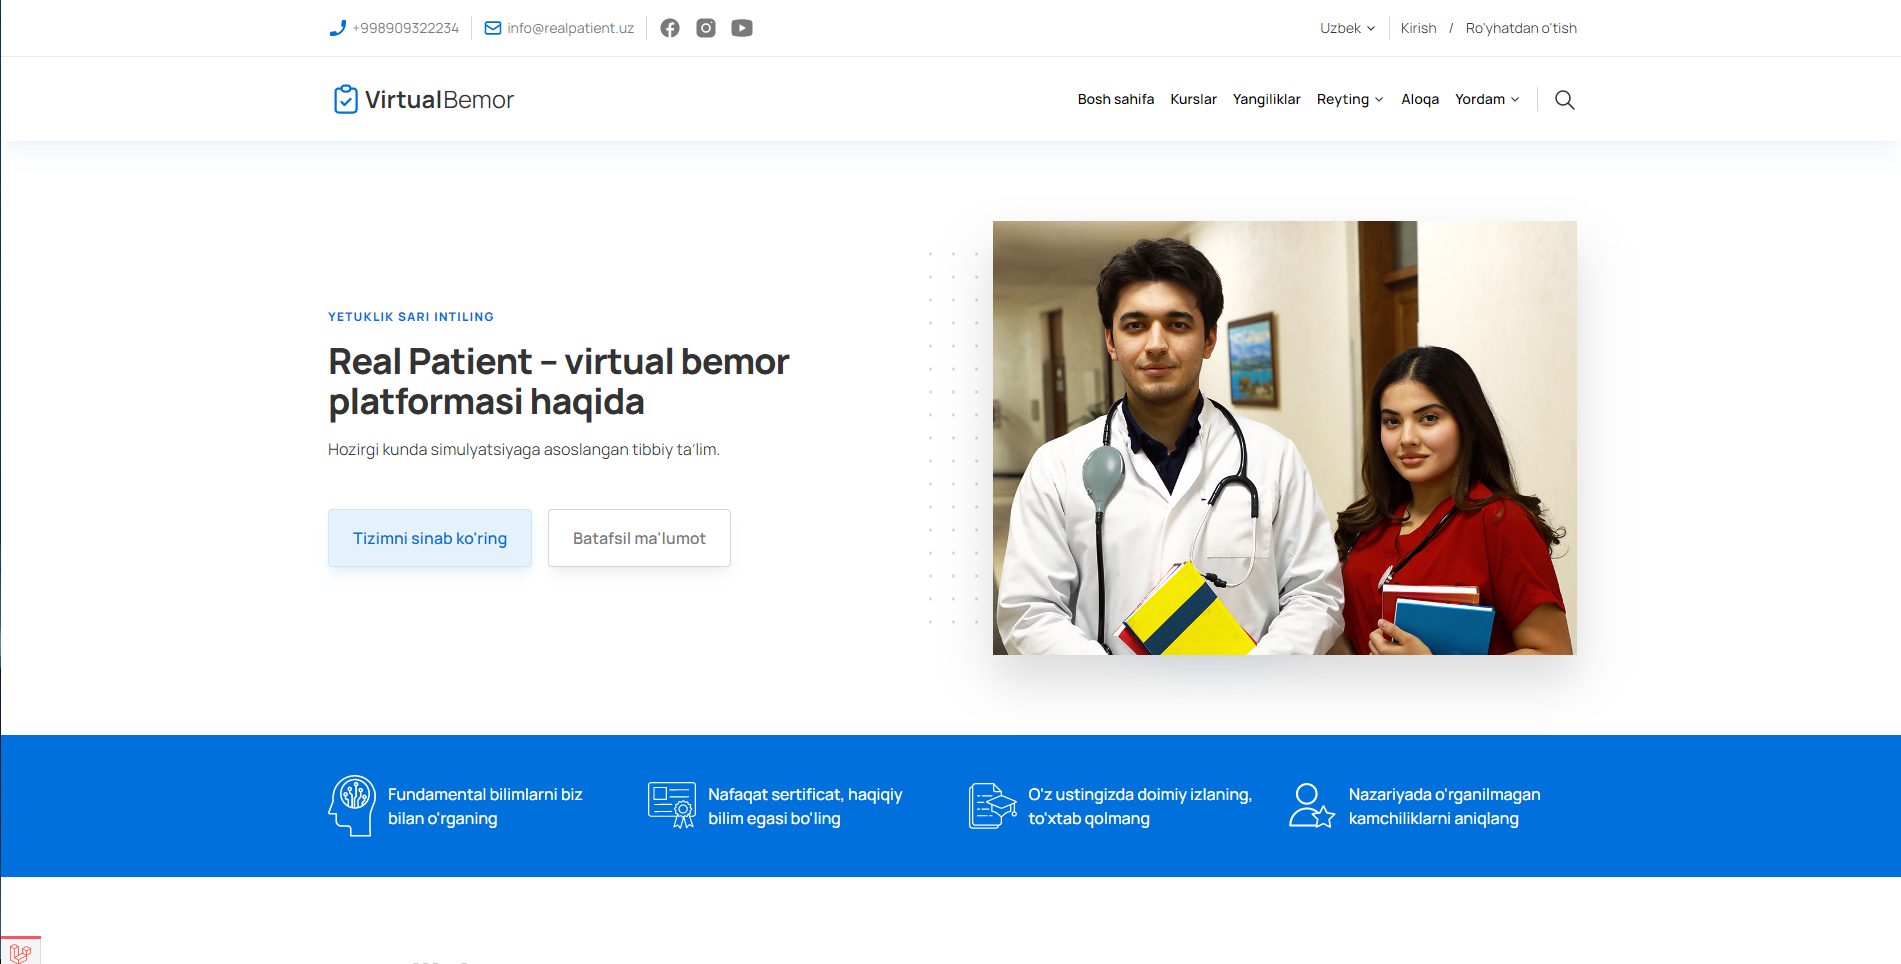 +998909322234 info@realpatient.uz Uzbek Kirish / Ro'yhatdan o'tish
VirtualBemor
Bosh sahifa Kurslar Yangiliklar Reyting Aloqa Yordam
YETUKLIK SARI INTILING
Real Patient – virtual bemor
platformasi haqida
Hozirgi kunda simulyatsiyaga asoslangan tibbiy ta’lim.
Tizimni sinab ko'ring Batafsil ma'lumot
Fundamental bilimlarni biz
bilan o'rganing
Nafaqat sertificat, haqiqiy
bilim egasi bo'ling
O'z ustingizda doimiy izlaning,
to'xtab qolmang
Nazariyada o'rganilmagan
kamchiliklarni aniqlang